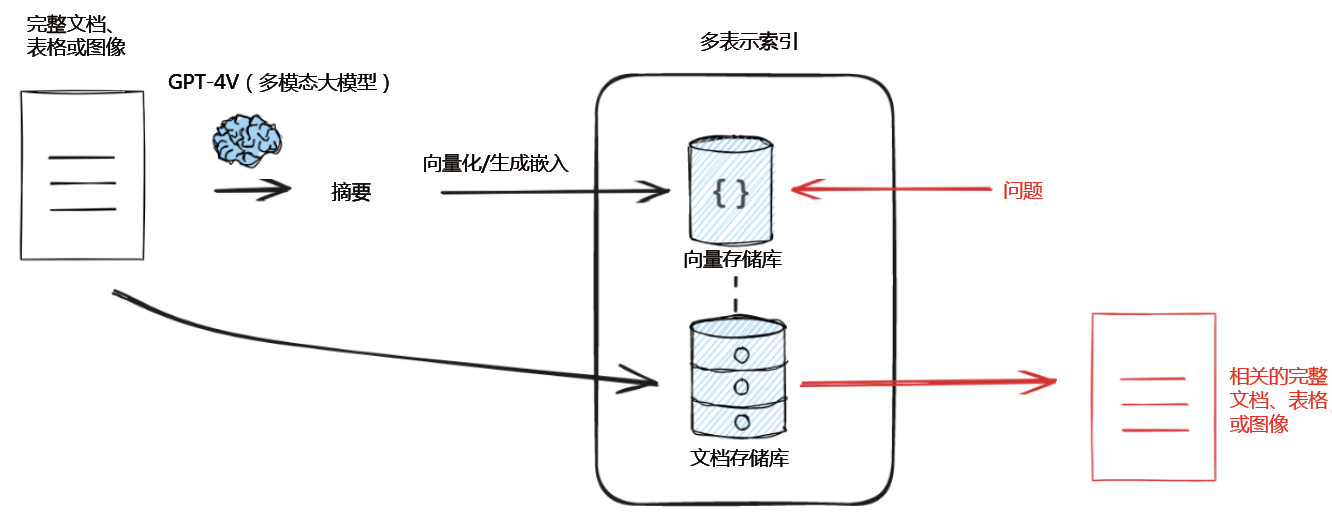 完整文档、
表格或图像
GPT-4V（多模态大模型）
摘要
向量化/生成嵌入
多表示索引
{}
向量存储库
问题
文档存储库
相关的完整
文档、表格
或图像